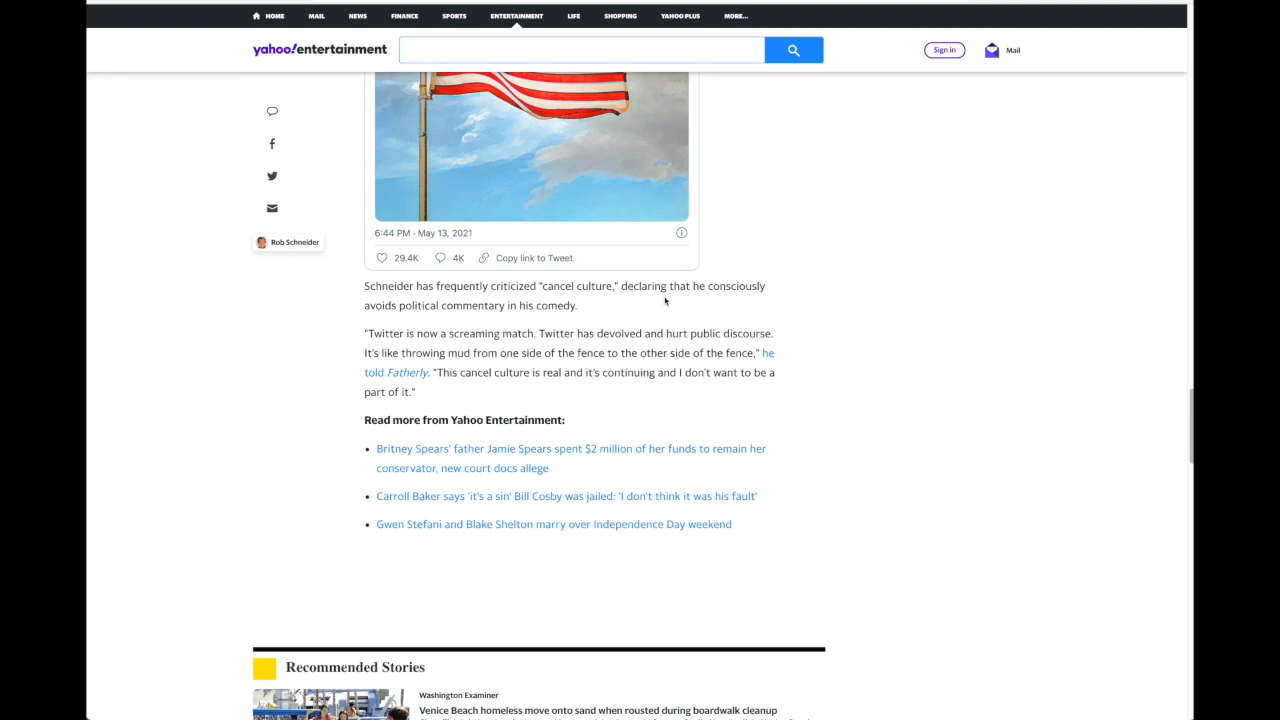 HOME MAIL NEWS FINANCE SPORTS ENTERTAINMENT LIFE SHOPPING YAHOO PLUS MORE...
yahoo!entertainment
Sign in
Mail
Rob Schneider
6:44 PM · May 13, 2021
29.4K 4K Copy link to Tweet
Schneider has frequently criticized "cancel culture," declaring that he consciously
avoids political commentary in his comedy.
"Twitter is now a screaming match. Twitter has devolved and hurt public discourse.
It's like throwing mud from one side of the fence to the other side of the fence," he
told Fatherly. "This cancel culture is real and it's continuing and I don't want to be a
part of it."
Read more from Yahoo Entertainment:
• Britney Spears' father Jamie Spears spent $2 million of her funds to remain her
conservator, new court docs allege
• Carroll Baker says 'it's a sin' Bill Cosby was jailed: 'I don't think it was his fault'
• Gwen Stefani and Blake Shelton marry over Independence Day weekend
Recommended Stories
Washington Examiner
Venice Beach homeless move onto sand when rousted during boardwalk cleanup